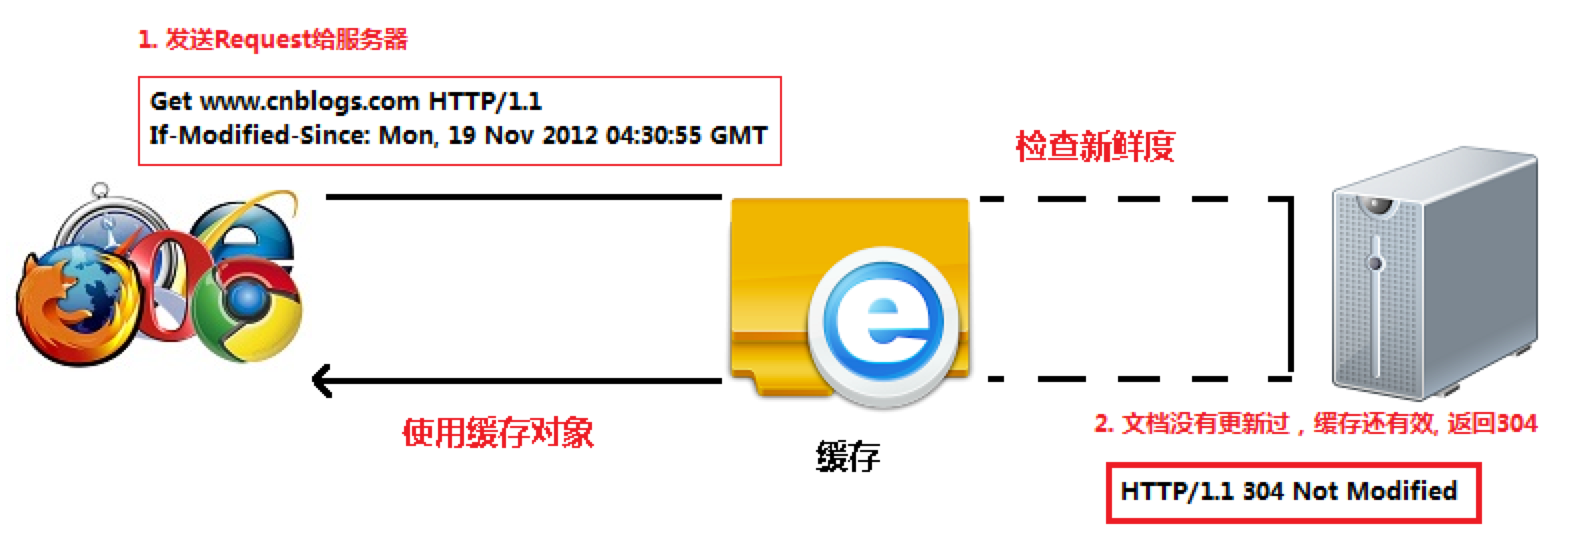 1. 发送Request给服务器
Get www.cnblogs.com HTTP/1.1
If-Modified-Since: Mon, 19 Nov 2012 04:30:55 GMT
检查新鲜度
使用缓存对象
缓存
2. 文档没有更新过，缓存还有效, 返回304
HTTP/1.1 304 Not Modified